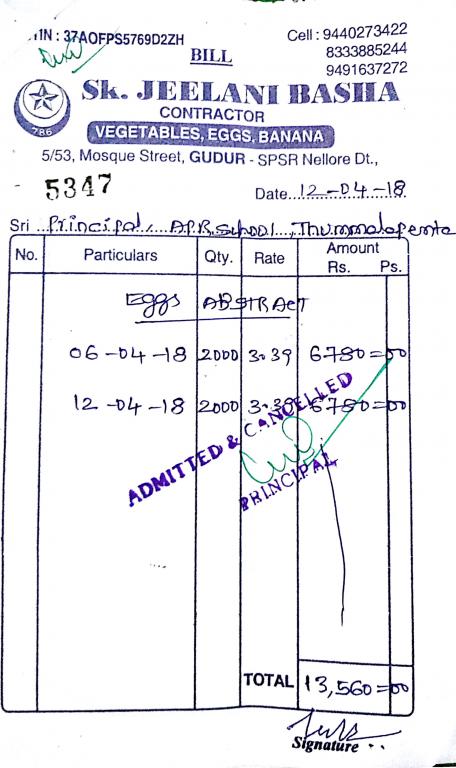 TIN : 37AOFPS5769D2ZH
Cell : 9440273422
8333885244
9491637272
BILL
786
Sk. JEELANI BASHA
CONTRACTOR
VEGETABLES, EGGS, BANANA
5/53, Mosque Street, GUDUR - SPSR Nellore Dt.,
5347
Date 12-04-18
Sri Principal, A.P.R. School, Thummalapenta
No. Particulars Qty. Rate Amount Rs. Ps.
Eggs ABSTRACT
06-04-18 2000 3.39 6780=00
12-04-18 2000 3.39 6780=00
ADMITTED & CANCELLED
PRINCIPAL
TOTAL 13,560=00
Signature